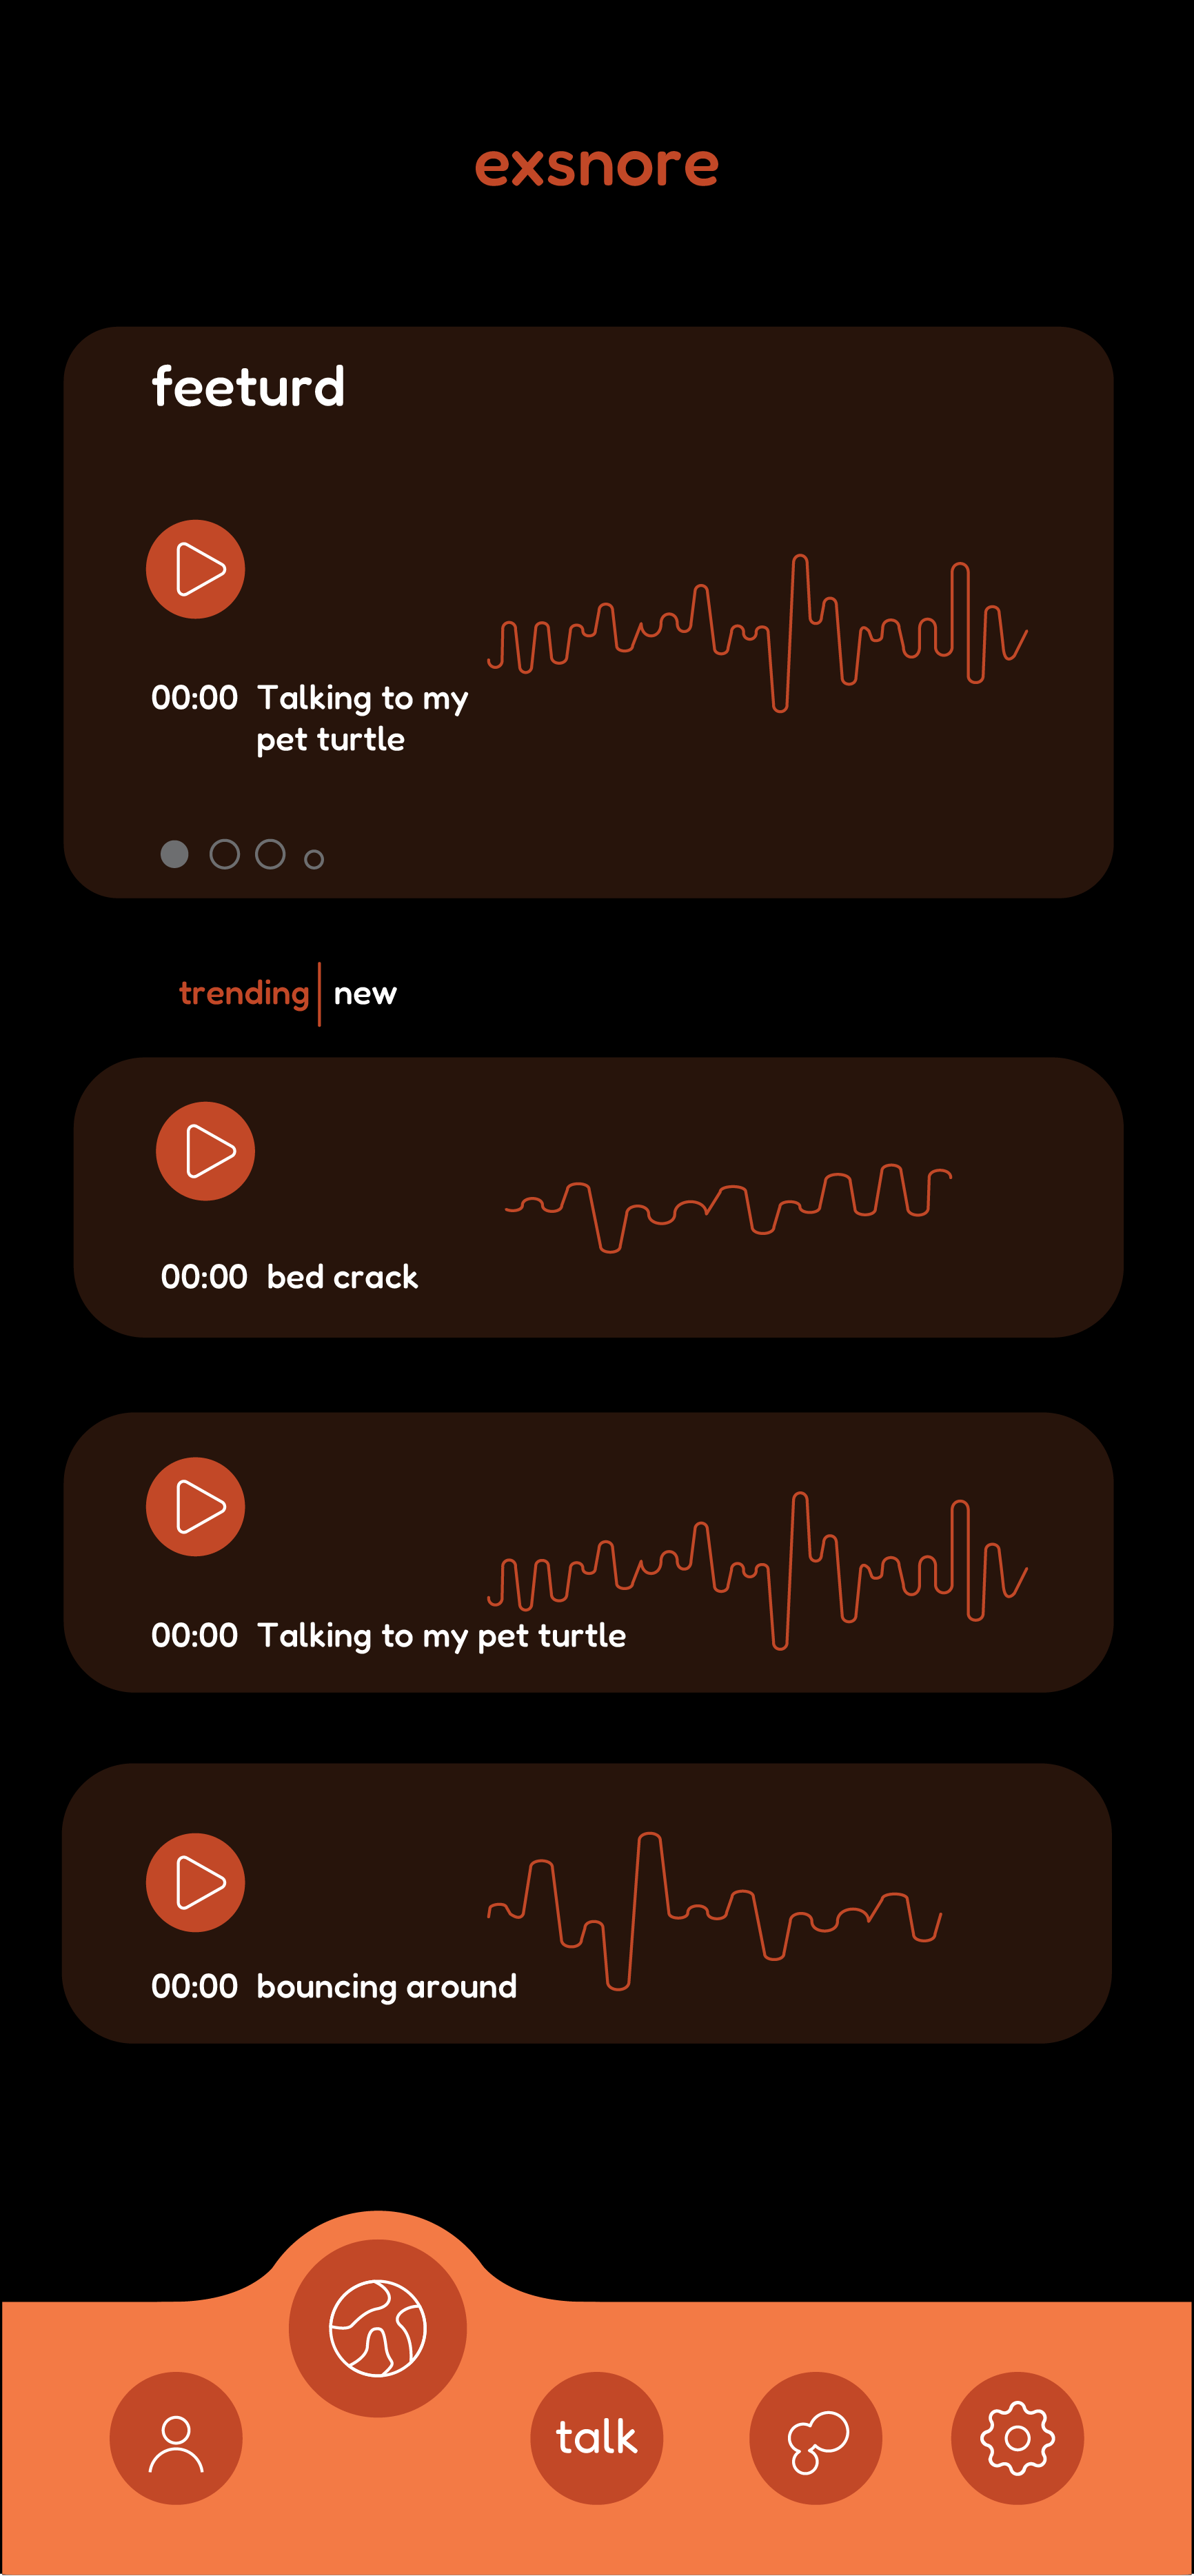 exsnore
feeturd
00:00 Talking to my
pet turtle
trending new
00:00 bed crack
00:00 Talking to my pet turtle
00:00 bouncing around
talk